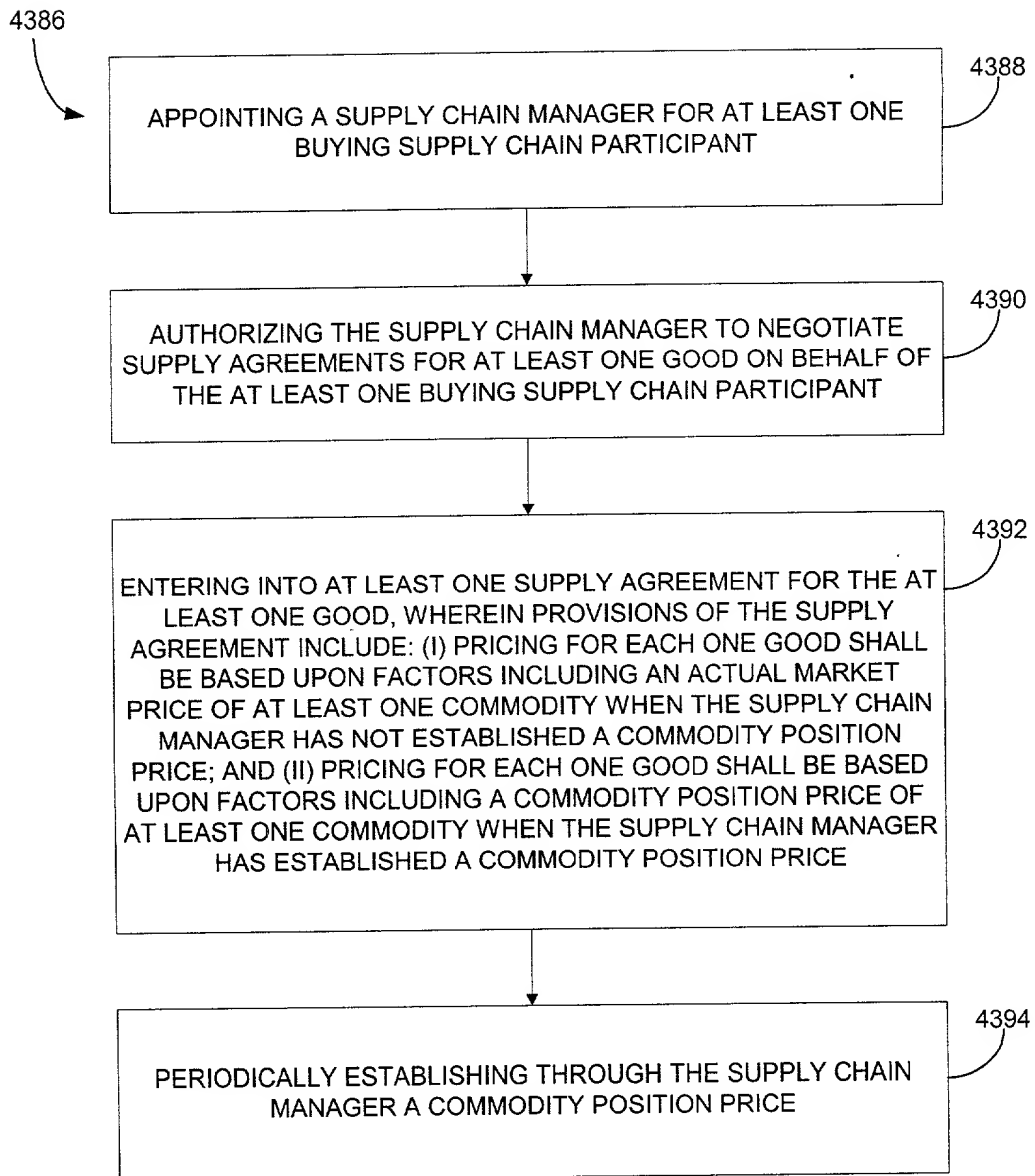 4386
4388
APPOINTING A SUPPLY CHAIN MANAGER FOR AT LEAST ONE
BUYING SUPPLY CHAIN PARTICIPANT
4390
AUTHORIZING THE SUPPLY CHAIN MANAGER TO NEGOTIATE
SUPPLY AGREEMENTS FOR AT LEAST ONE GOOD ON BEHALF OF
THE AT LEAST ONE BUYING SUPPLY CHAIN PARTICIPANT
4392
ENTERING INTO AT LEAST ONE SUPPLY AGREEMENT FOR THE AT
LEAST ONE GOOD, WHEREIN PROVISIONS OF THE SUPPLY
AGREEMENT INCLUDE: (I) PRICING FOR EACH ONE GOOD SHALL
BE BASED UPON FACTORS INCLUDING AN ACTUAL MARKET
PRICE OF AT LEAST ONE COMMODITY WHEN THE SUPPLY CHAIN
MANAGER HAS NOT ESTABLISHED A COMMODITY POSITION
PRICE; AND (II) PRICING FOR EACH ONE GOOD SHALL BE BASED
UPON FACTORS INCLUDING A COMMODITY POSITION PRICE OF
AT LEAST ONE COMMODITY WHEN THE SUPPLY CHAIN MANAGER
HAS ESTABLISHED A COMMODITY POSITION PRICE
4394
PERIODICALLY ESTABLISHING THROUGH THE SUPPLY CHAIN
MANAGER A COMMODITY POSITION PRICE